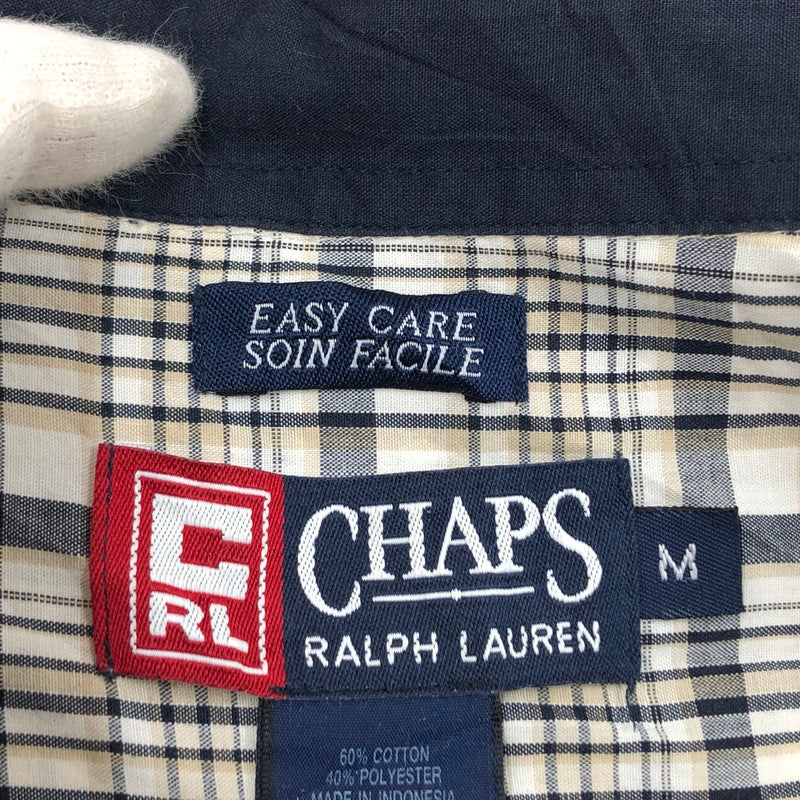 EASY CARE
SOIN FACILE
C
RL
CHAPS
RALPH LAUREN
M
60% COTTON
40% POLYESTER
MADE IN INDONESIA